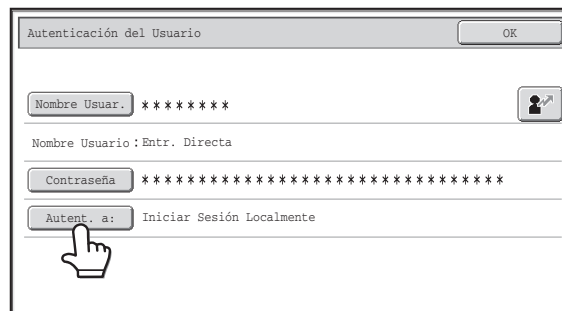 Autenticación del Usuario
OK
Nombre Usuar. ********
Nombre Usuario : Entr. Directa
Contraseña ********************************
Autent. a: Iniciar Sesión Localmente